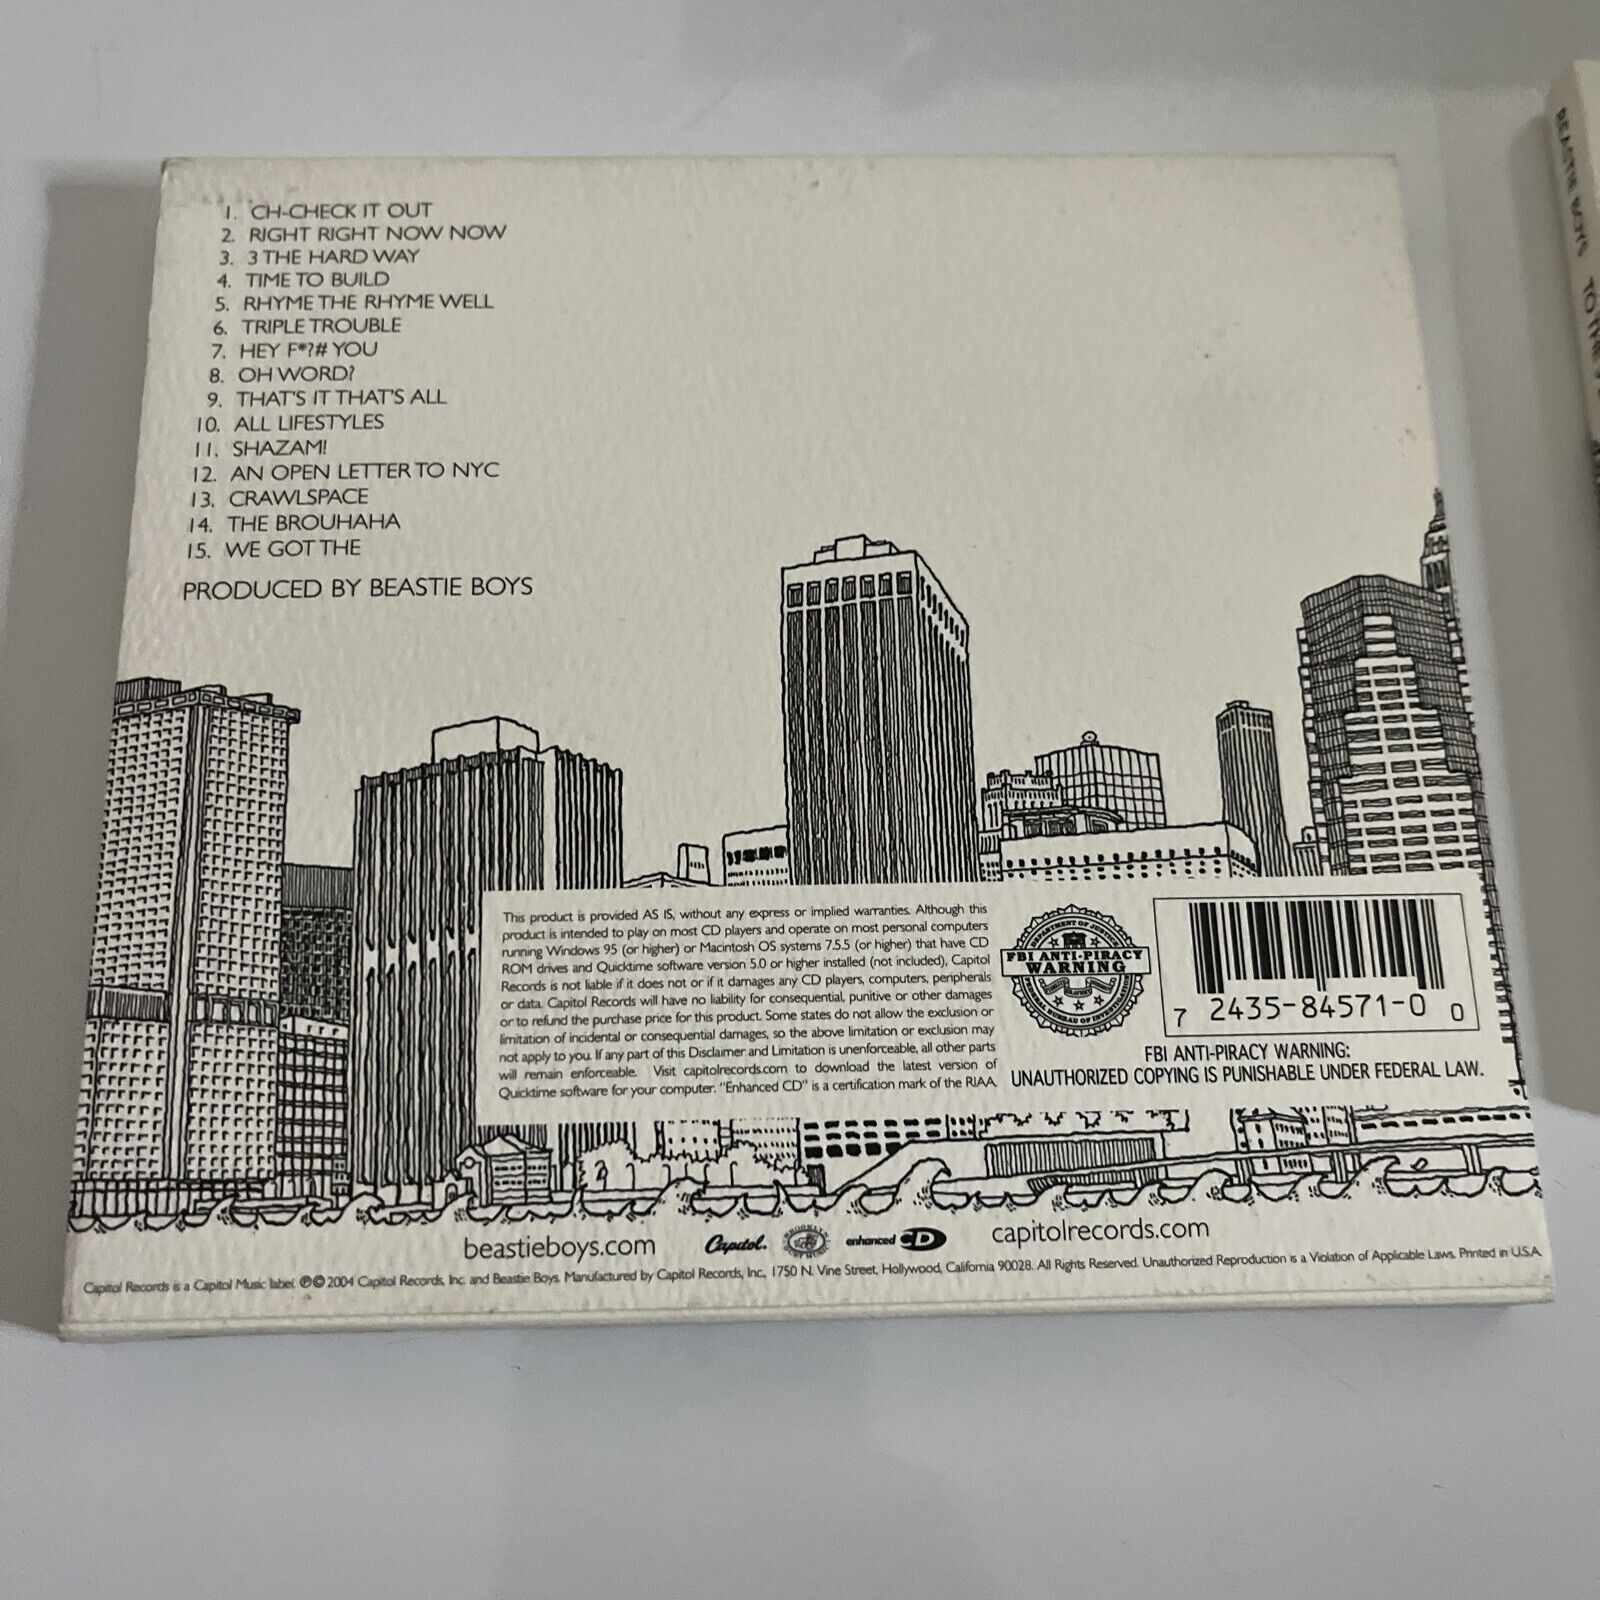 1. CH-CHECK IT OUT
2. RIGHT RIGHT NOW NOW
3. 3 THE HARD WAY
4. TIME TO BUILD
5. RHYME THE RHYME WELL
6. TRIPLE TROUBLE
7. HEY F*?# YOU
8. OH WORD?
9. THAT'S IT THAT'S ALL
10. ALL LIFESTYLES
11. SHAZAM!
12. AN OPEN LETTER TO NYC
13. CRAWLSPACE
14. THE BROUHAHA
15. WE GOT THE
PRODUCED BY BEASTIE BOYS
This product is provided AS IS, without any express or implied warranties. Although this
product is intended to play on most CD players and operate on most personal computers
running Windows 95 (or higher) or Macintosh OS systems 7.5.5 (or higher) that have CD
ROM drives and Quicktime software version 5.0 or higher installed (not included), Capitol
Records is not liable if it does not or if it damages any CD players, computers, peripherals
or data. Capitol Records will have no liability for consequential, punitive or other damages
or to refund the purchase price for this product. Some states do not allow the exclusion or
limitation of incidental or consequential damages, so the above limitation or exclusion may
not apply to you. If any part of this Disclaimer and Limitation is unenforceable, all other parts
will remain enforceable. Visit capitolrecords.com to download the latest version of
Quicktime software for your computer. "Enhanced CD" is a certification mark of the RIAA.
DEPARTMENT OF JUSTICE
FBI ANTI-PIRACY
WARNING
FEDERAL BUREAU OF INVESTIGATION
7 2435-84571-0 0
FBI ANTI-PIRACY WARNING:
UNAUTHORIZED COPYING IS PUNISHABLE UNDER FEDERAL LAW.
beastieboys.com
Capitol.
enhanced CD
capitolrecords.com
Capitol Records is a Capitol Music label. ℗© 2004 Capitol Records, Inc. and Beastie Boys. Manufactured by Capitol Records, Inc., 1750 N. Vine Street, Hollywood, California 90028. All Rights Reserved. Unauthorized Reproduction is a Violation of Applicable Laws. Printed in U.S.A.
BEASTIE BOYS TO THE 5